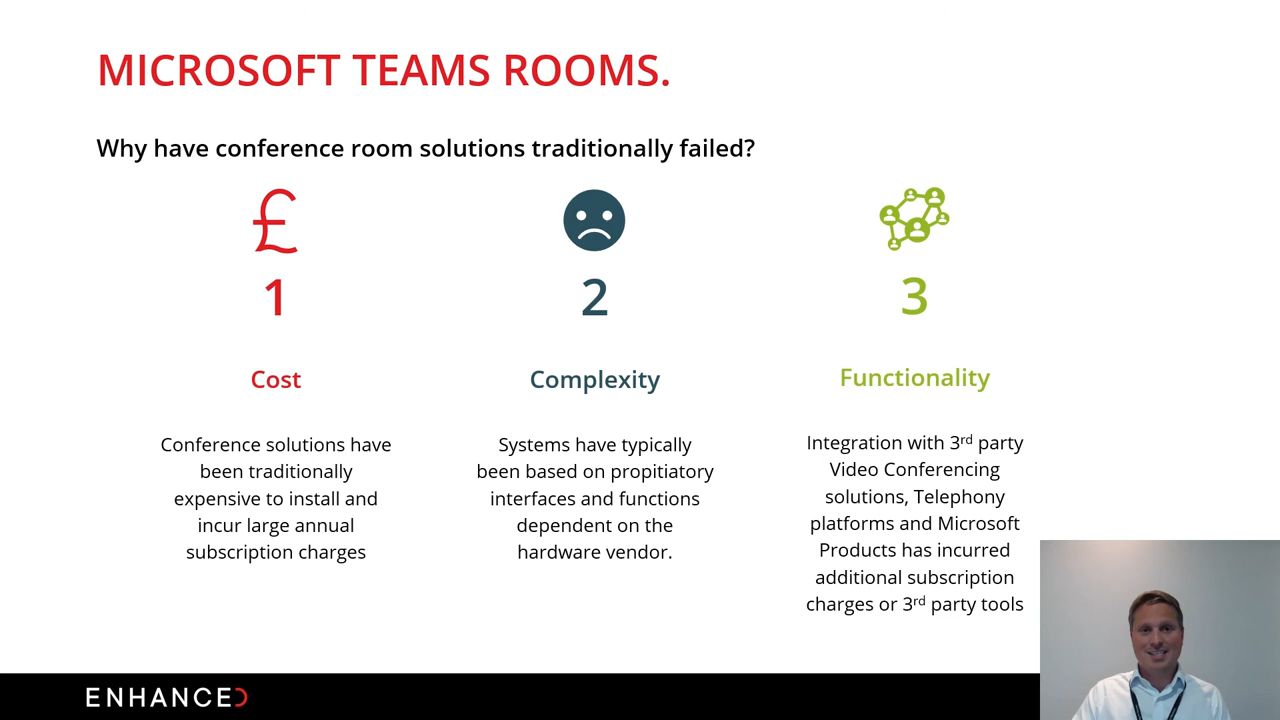 MICROSOFT TEAMS ROOMS.
Why have conference room solutions traditionally failed?
£
1
Cost
Conference solutions have
been traditionally
expensive to install and
incur large annual
subscription charges
2
Complexity
Systems have typically
been based on propitiatory
interfaces and functions
dependent on the
hardware vendor.
3
Functionality
Integration with 3rd party
Video Conferencing
solutions, Telephony
platforms and Microsoft
Products has incurred
additional subscription
charges or 3rd party tools
ENHANCED